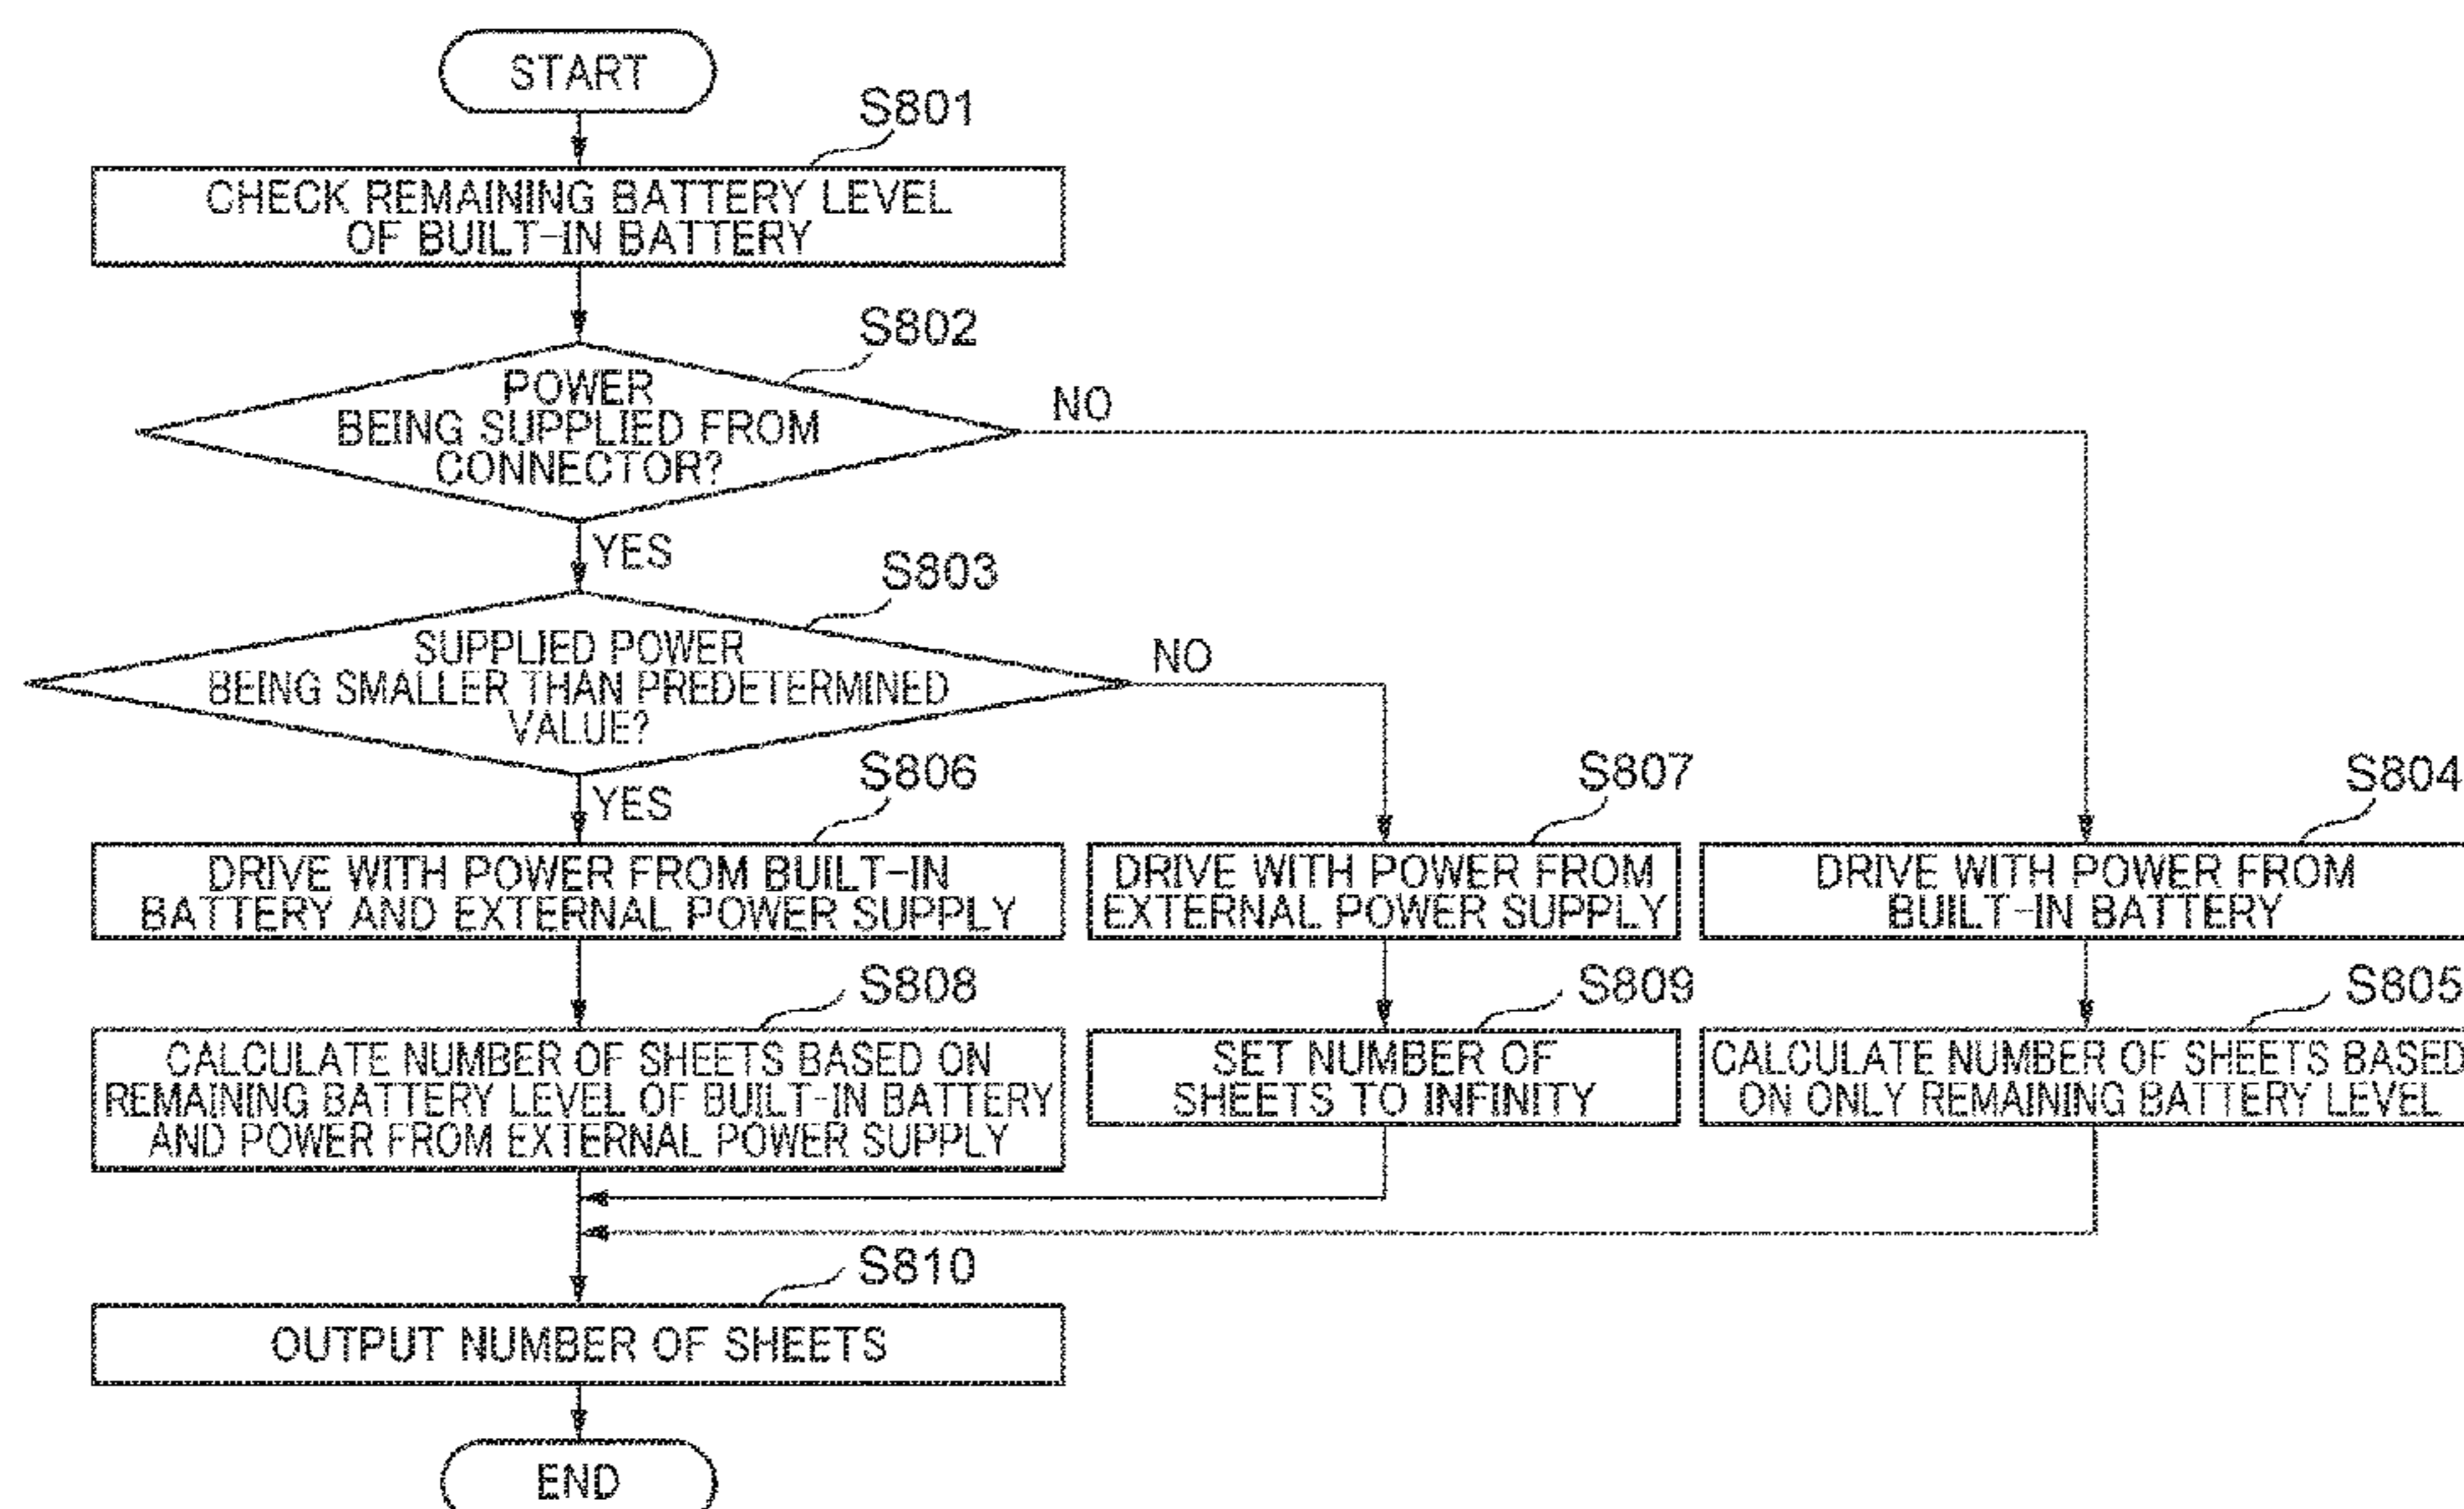 START
S801
CHECK REMAINING BATTERY LEVEL
OF BUILT-IN BATTERY
S802
POWER
BEING SUPPLIED FROM
CONNECTOR?
NO
YES
S803
SUPPLIED POWER
BEING SMALLER THAN PREDETERMINED
VALUE?
NO
YES
S806
DRIVE WITH POWER FROM BUILT-IN
BATTERY AND EXTERNAL POWER SUPPLY
S807
DRIVE WITH POWER FROM
EXTERNAL POWER SUPPLY
S804
DRIVE WITH POWER FROM
BUILT-IN BATTERY
S808
CALCULATE NUMBER OF SHEETS BASED ON
REMAINING BATTERY LEVEL OF BUILT-IN BATTERY
AND POWER FROM EXTERNAL POWER SUPPLY
S809
SET NUMBER OF
SHEETS TO INFINITY
S805
CALCULATE NUMBER OF SHEETS BASED
ON ONLY REMAINING BATTERY LEVEL
S810
OUTPUT NUMBER OF SHEETS
END